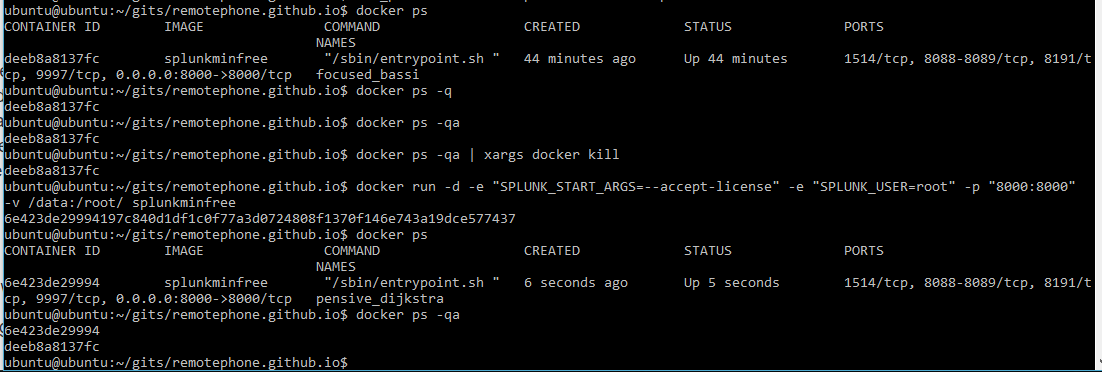 ubuntu@ubuntu:~/gits/remotephone.github.io$ docker ps
CONTAINER ID        IMAGE               COMMAND                  CREATED             STATUS              PORTS
                                       NAMES
deeb8a8137fc        splunkminfree       "/sbin/entrypoint.sh "   44 minutes ago      Up 44 minutes       1514/tcp, 8088-8089/tcp, 8191/t
cp, 9997/tcp, 0.0.0.0:8000->8000/tcp   focused_bassi
ubuntu@ubuntu:~/gits/remotephone.github.io$ docker ps -q
deeb8a8137fc
ubuntu@ubuntu:~/gits/remotephone.github.io$ docker ps -qa
deeb8a8137fc
ubuntu@ubuntu:~/gits/remotephone.github.io$ docker ps -qa | xargs docker kill
deeb8a8137fc
ubuntu@ubuntu:~/gits/remotephone.github.io$ docker run -d -e "SPLUNK_START_ARGS=--accept-license" -e "SPLUNK_USER=root" -p "8000:8000"
-v /data:/root/ splunkminfree
6e423de29994197c840d1df1c0f77a3d0724808f1370f146e743a19dce577437
ubuntu@ubuntu:~/gits/remotephone.github.io$ docker ps
CONTAINER ID        IMAGE               COMMAND                  CREATED             STATUS              PORTS
                                       NAMES
6e423de29994        splunkminfree       "/sbin/entrypoint.sh "   6 seconds ago       Up 5 seconds        1514/tcp, 8088-8089/tcp, 8191/t
cp, 9997/tcp, 0.0.0.0:8000->8000/tcp   pensive_dijkstra
ubuntu@ubuntu:~/gits/remotephone.github.io$ docker ps -qa
6e423de29994
deeb8a8137fc
ubuntu@ubuntu:~/gits/remotephone.github.io$